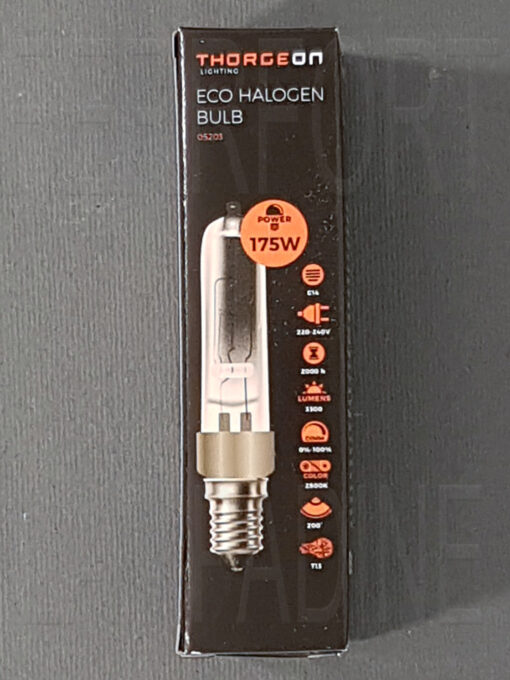 THORGEON
LIGHTING
ECO HALOGEN
BULB
05203
POWER
175W
E14
220-240V
2000 h
LUMENS
3300
DIMM
0%-100%
COLOR
2800K
200°
T13